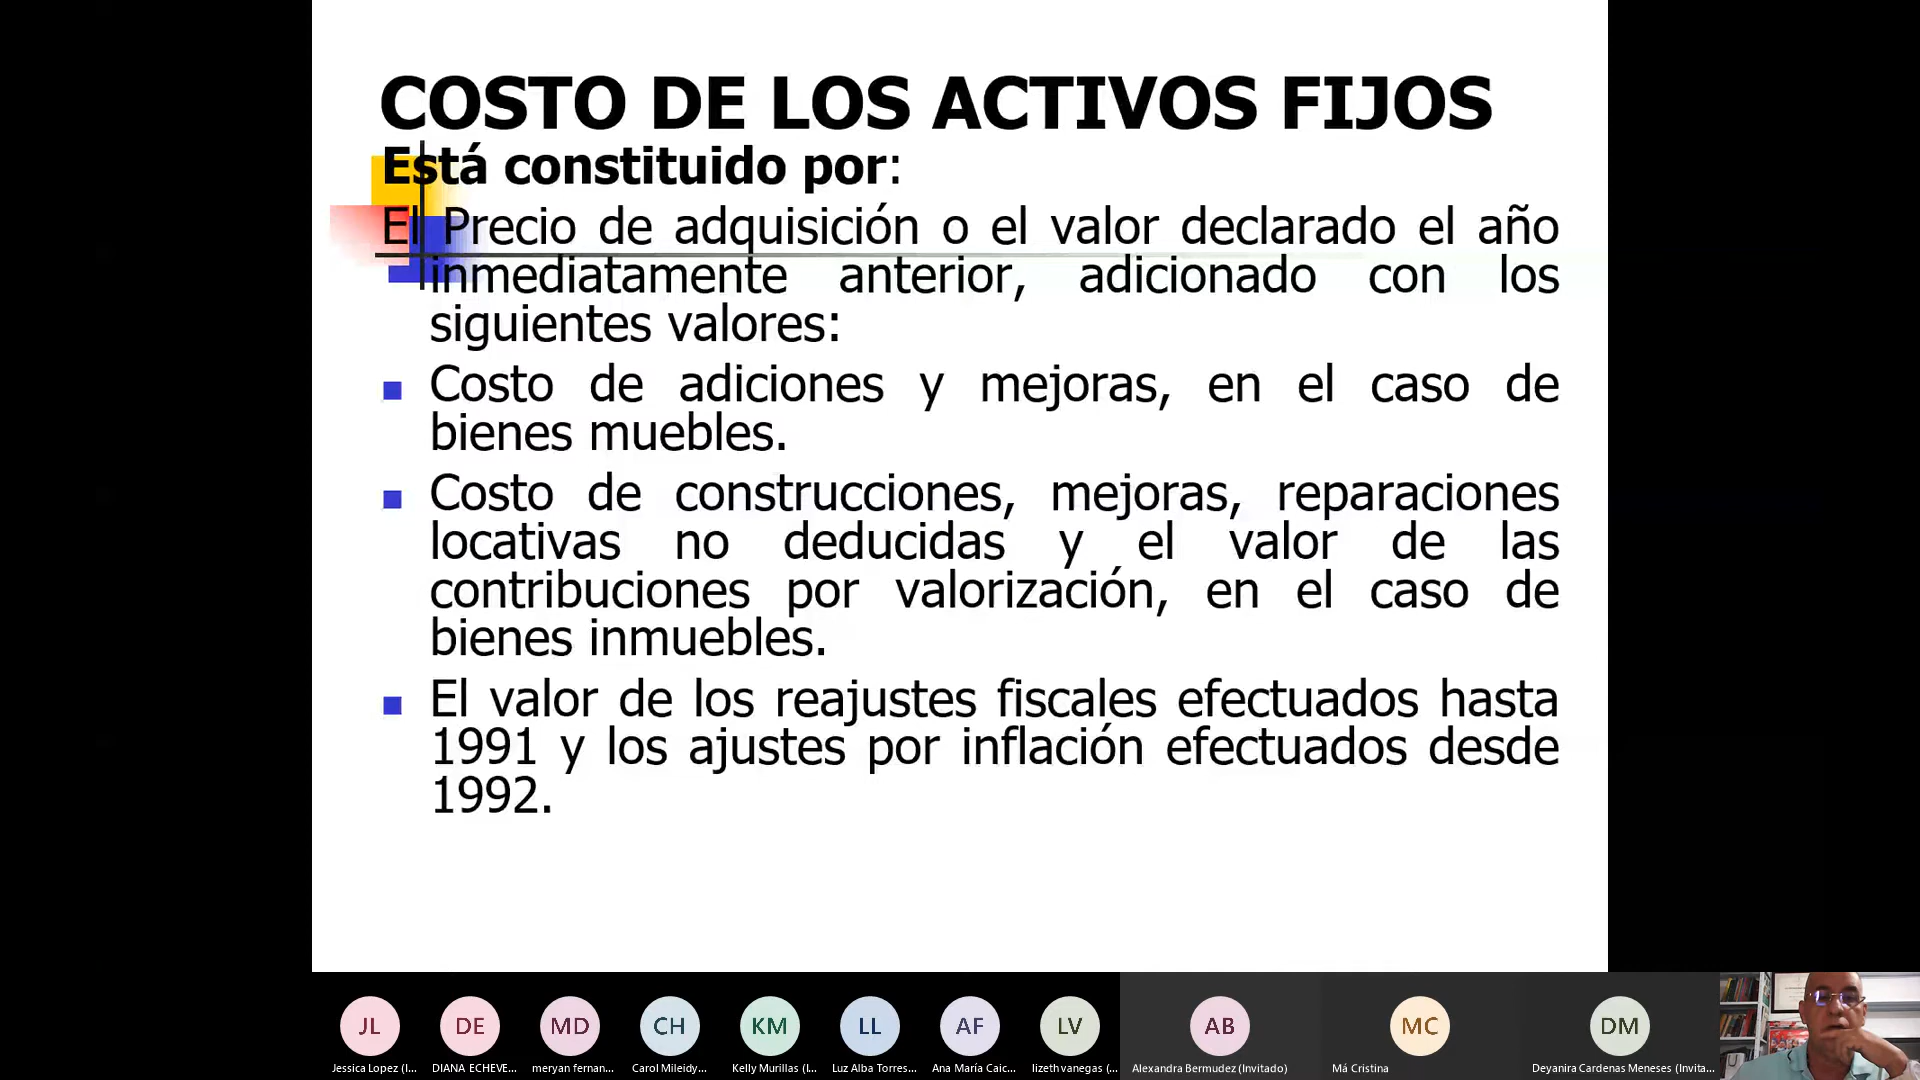 COSTO DE LOS ACTIVOS FIJOS
Está constituido por:
El Precio de adquisición o el valor declarado el año
inmediatamente anterior, adicionado con los
siguientes valores:
Costo de adiciones y mejoras, en el caso de
bienes muebles.
Costo de construcciones, mejoras, reparaciones
locativas no deducidas y el valor de las
contribuciones por valorización, en el caso de
bienes inmuebles.
El valor de los reajustes fiscales efectuados hasta
1991 y los ajustes por inflación efectuados desde
1992.
JL DE MD CH KM LL AF LV AB MC DM
Jessica Lopez (I... DIANA ECHEVE... meryan fernan... Carol Mileidy... Kelly Murillas (I... Luz Alba Torres... Ana María Caic... lizeth vanegas (... Alexandra Bermudez (Invitado) Má Cristina Deyanira Cardenas Meneses (Invita...